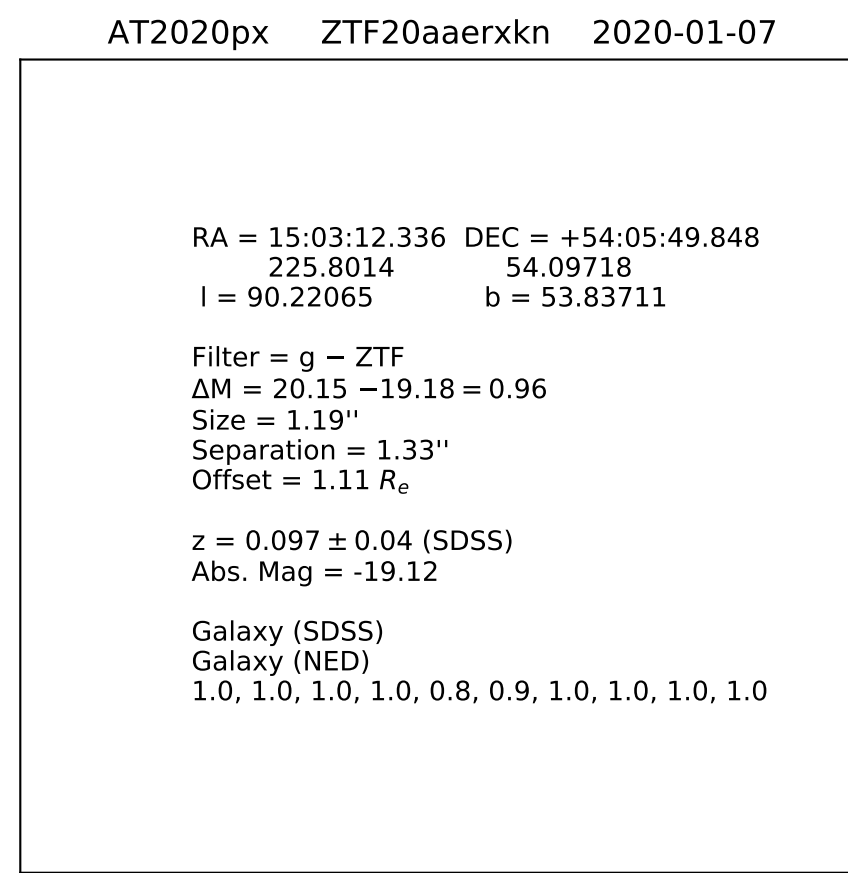 AT2020px ZTF20aaerxkn 2020-01-07
RA = 15:03:12.336 DEC = +54:05:49.848
225.8014 54.09718
l = 90.22065 b = 53.83711
Filter = g − ZTF
ΔM = 20.15 −19.18 = 0.96
Size = 1.19''
Separation = 1.33''
Offset = 1.11 Rₑ
z = 0.097 ± 0.04 (SDSS)
Abs. Mag = -19.12
Galaxy (SDSS)
Galaxy (NED)
1.0, 1.0, 1.0, 1.0, 0.8, 0.9, 1.0, 1.0, 1.0, 1.0